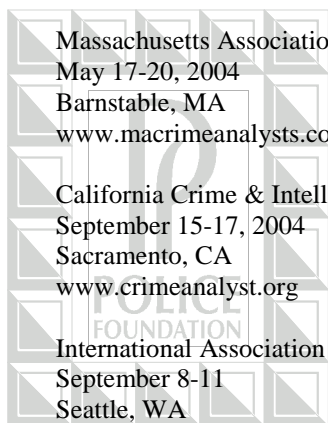 Massachusetts Associatio
May 17-20, 2004
Barnstable, MA
www.macrimeanalysts.co
California Crime & Intell
September 15-17, 2004
Sacramento, CA
www.crimeanalyst.org
POLICE
FOUNDATION
International Association
September 8-11
Seattle, WA